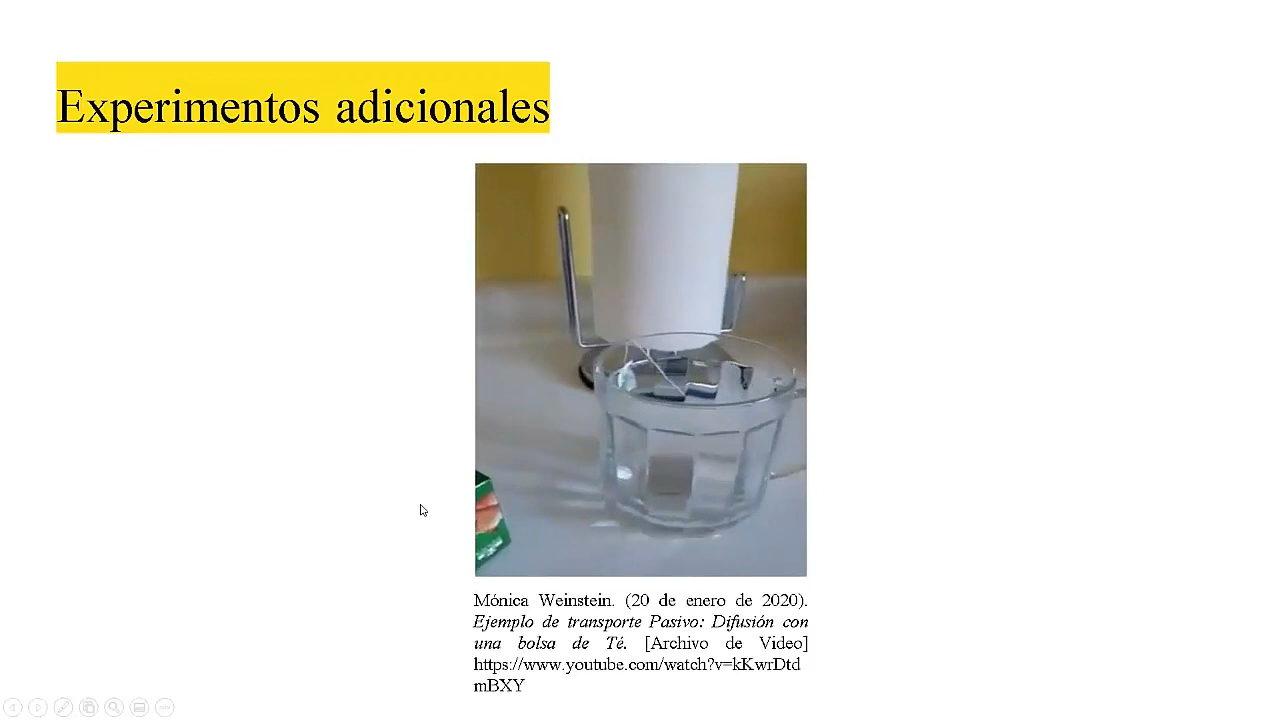 Experimentos adicionales
Mónica Weinstein. (20 de enero de 2020).
Ejemplo de transporte Pasivo: Difusión con
una bolsa de Té. [Archivo de Video]
https://www.youtube.com/watch?v=kKwrDtd
mBXY